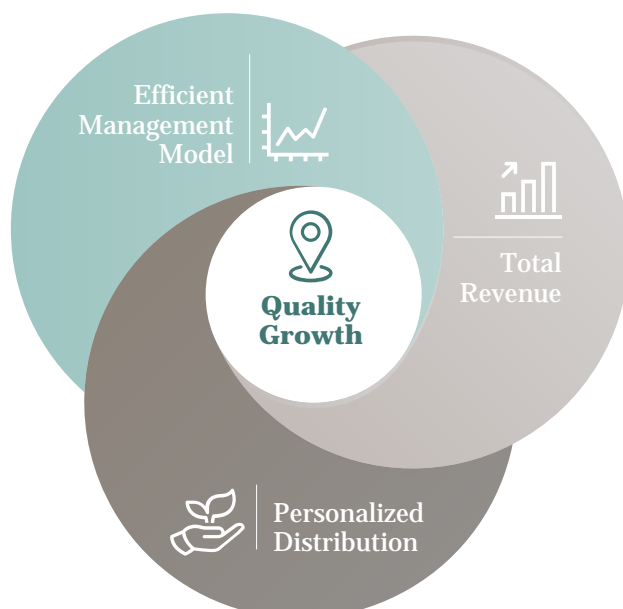 Efficient
Management
Model
Total
Revenue
Quality
Growth
Personalized
Distribution